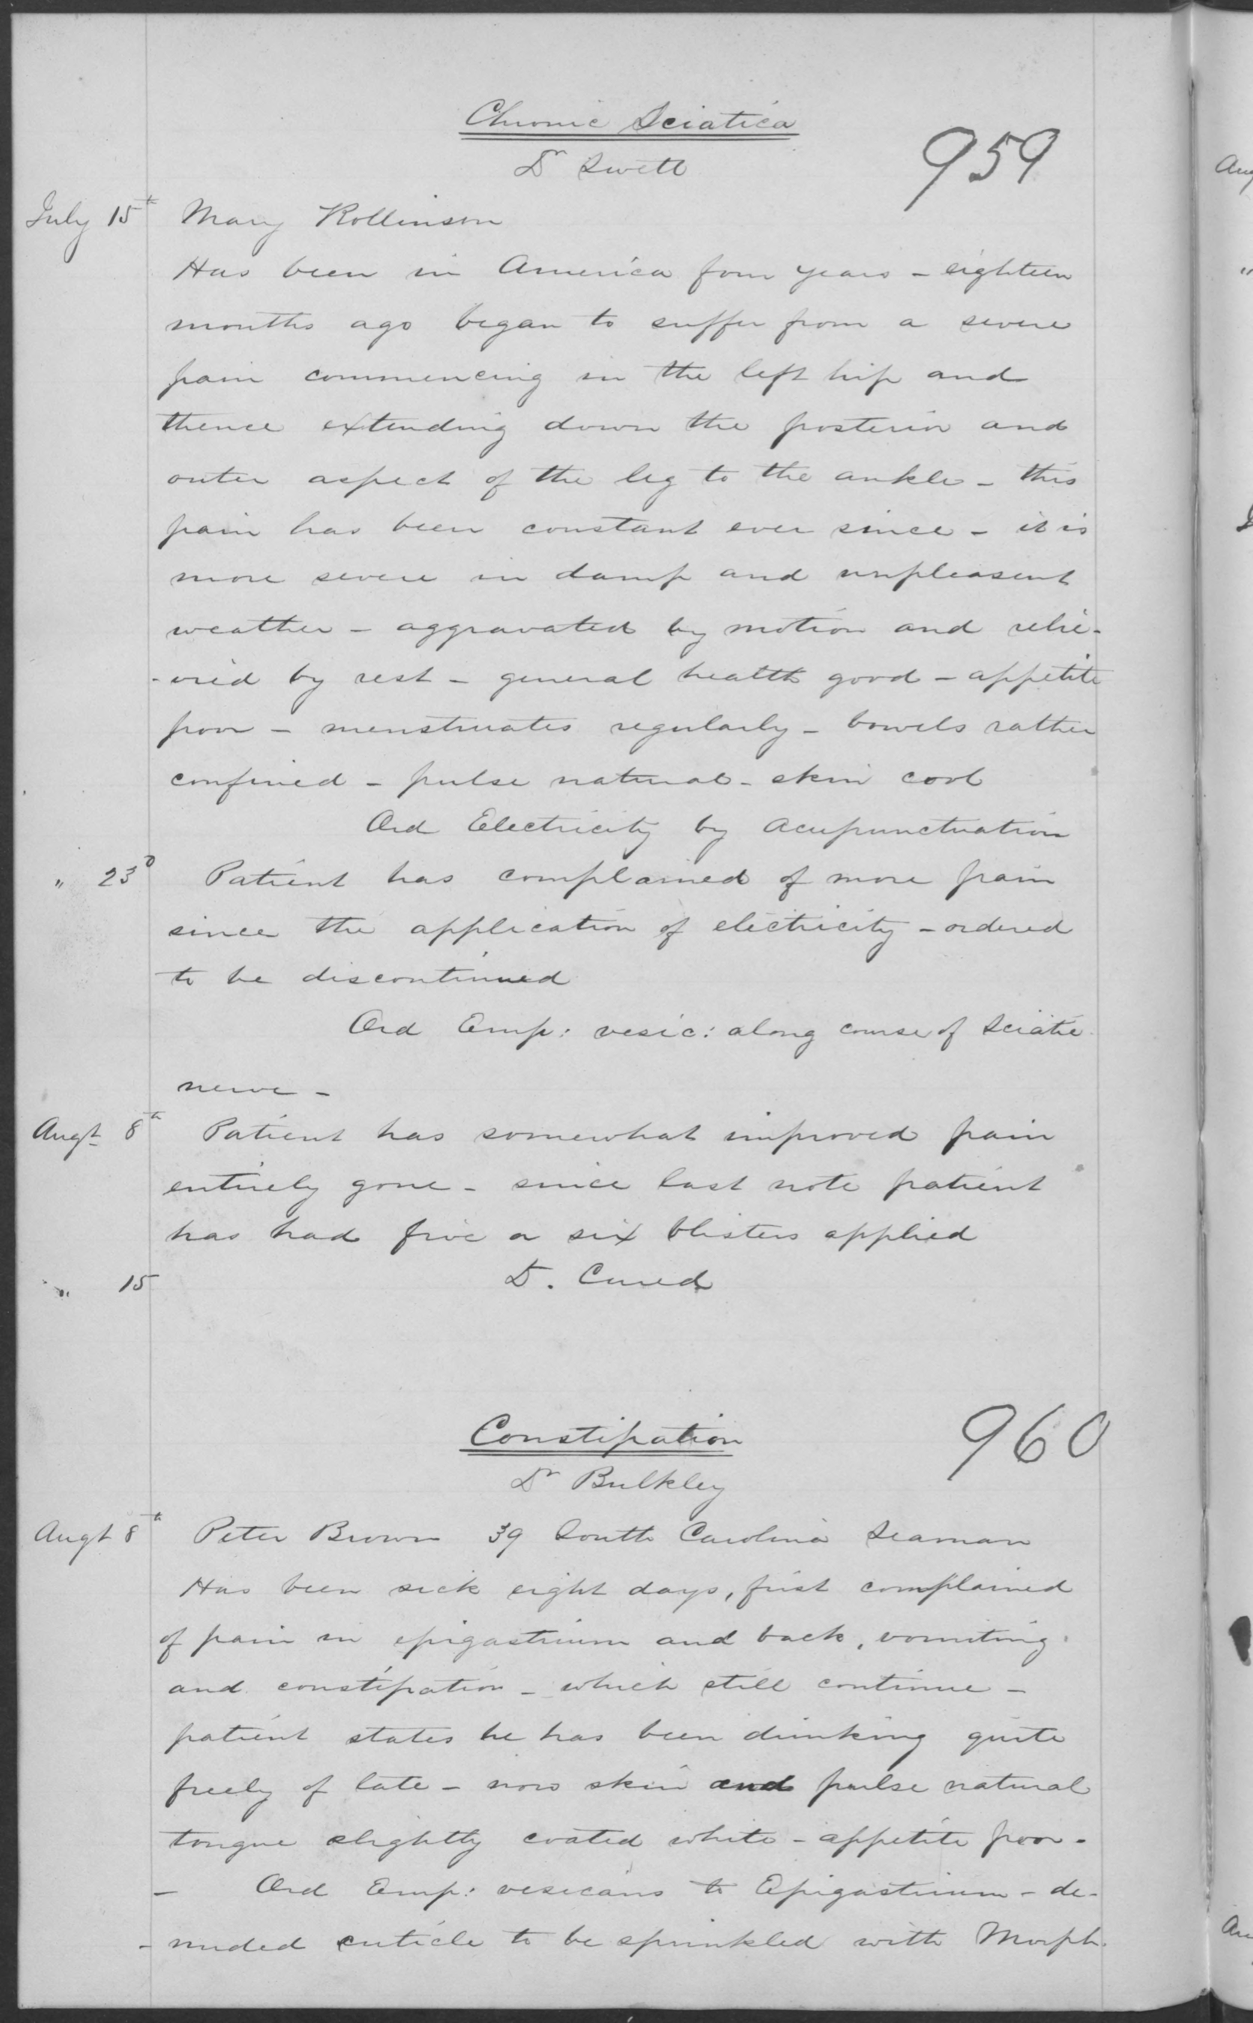 Chronic Sciatica
959
Dr Swett
July 15th Mary Rollinson
Has been in America four years - eighteen
months ago began to suffer from a severe
pain commencing in the left hip and
thence extending down the posterior and
outer aspect of the leg to the ankle - this
pain has been constant ever since - it is
more severe in damp and unpleasent
weather - aggravated by motion and relie-
-ved by rest - general health good - appetite
poor - menstruates regularly - bowels rather
confined - pulse natural - skin cool
Ord Electricity by Acupunctuation
" 23d Patient has complained of more pain
since the application of electricity - ordered
to be discontinued
Ord Emp: vesic: along course of Sciatic
nerve -
Augt 8th Patient has somewhat improved pain
entirely gone - since last note patient
has had five or six blisters applied
" 15 D. Cured
Constipation
960
Dr Bulkley
Augt 8th Peter Brown 39 South Carolina Seaman
Has been sick eight days, first complained
of pain in epigastrium and back, vomiting
and constipation - which still continue -
patient states he has been drinking quite
freely of late - now skin and pulse natural
tongue slightly coated white - appetite poor -
- Ord Emp: vesicans to Epigastrium - de-
- nuded cuticle to be sprinkled with Morph.